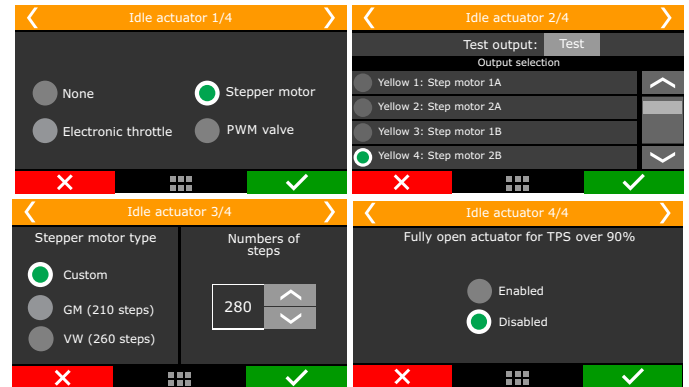 Idle actuator 1/4
None
Stepper motor
Electronic throttle
PWM valve
Idle actuator 2/4
Test output: Test
Output selection
Yellow 1: Step motor 1A
Yellow 2: Step motor 2A
Yellow 3: Step motor 1B
Yellow 4: Step motor 2B
Idle actuator 3/4
Stepper motor type
Custom
GM (210 steps)
VW (260 steps)
Numbers of
steps
280
Idle actuator 4/4
Fully open actuator for TPS over 90%
Enabled
Disabled